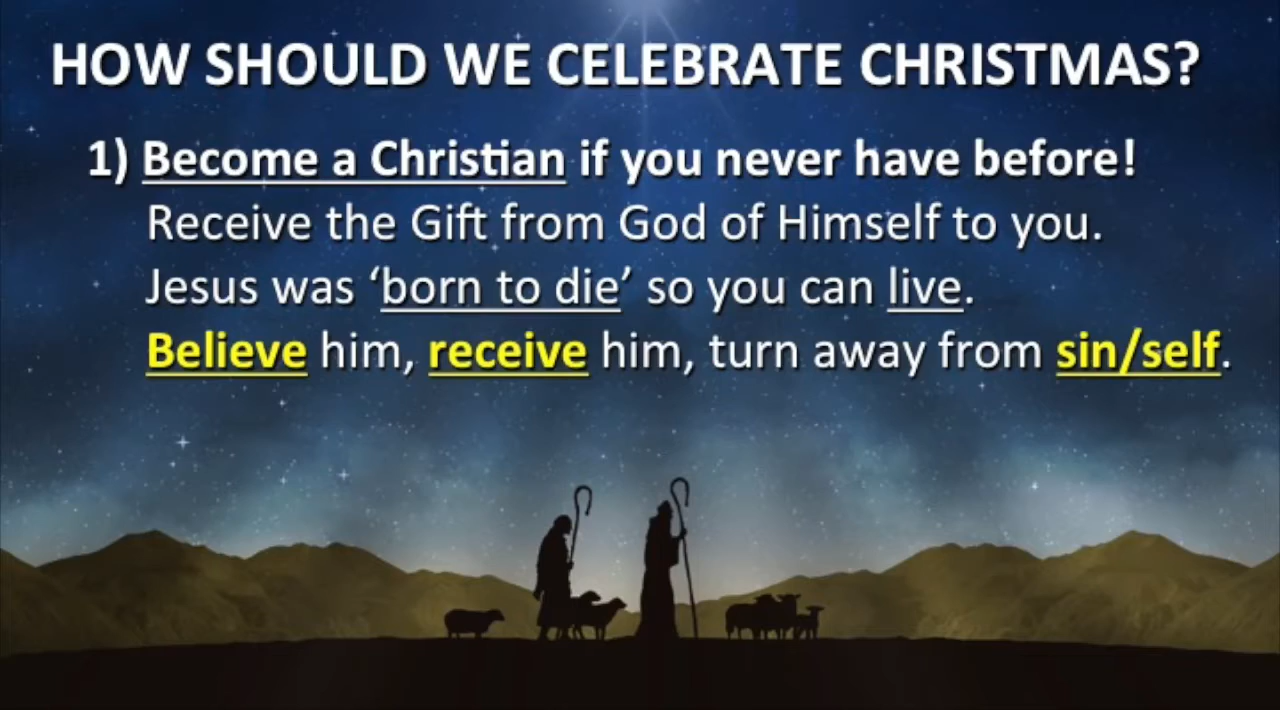 HOW SHOULD WE CELEBRATE CHRISTMAS?
1) Become a Christian if you never have before!
Receive the Gift from God of Himself to you.
Jesus was ‘born to die’ so you can live.
Believe him, receive him, turn away from sin/self.